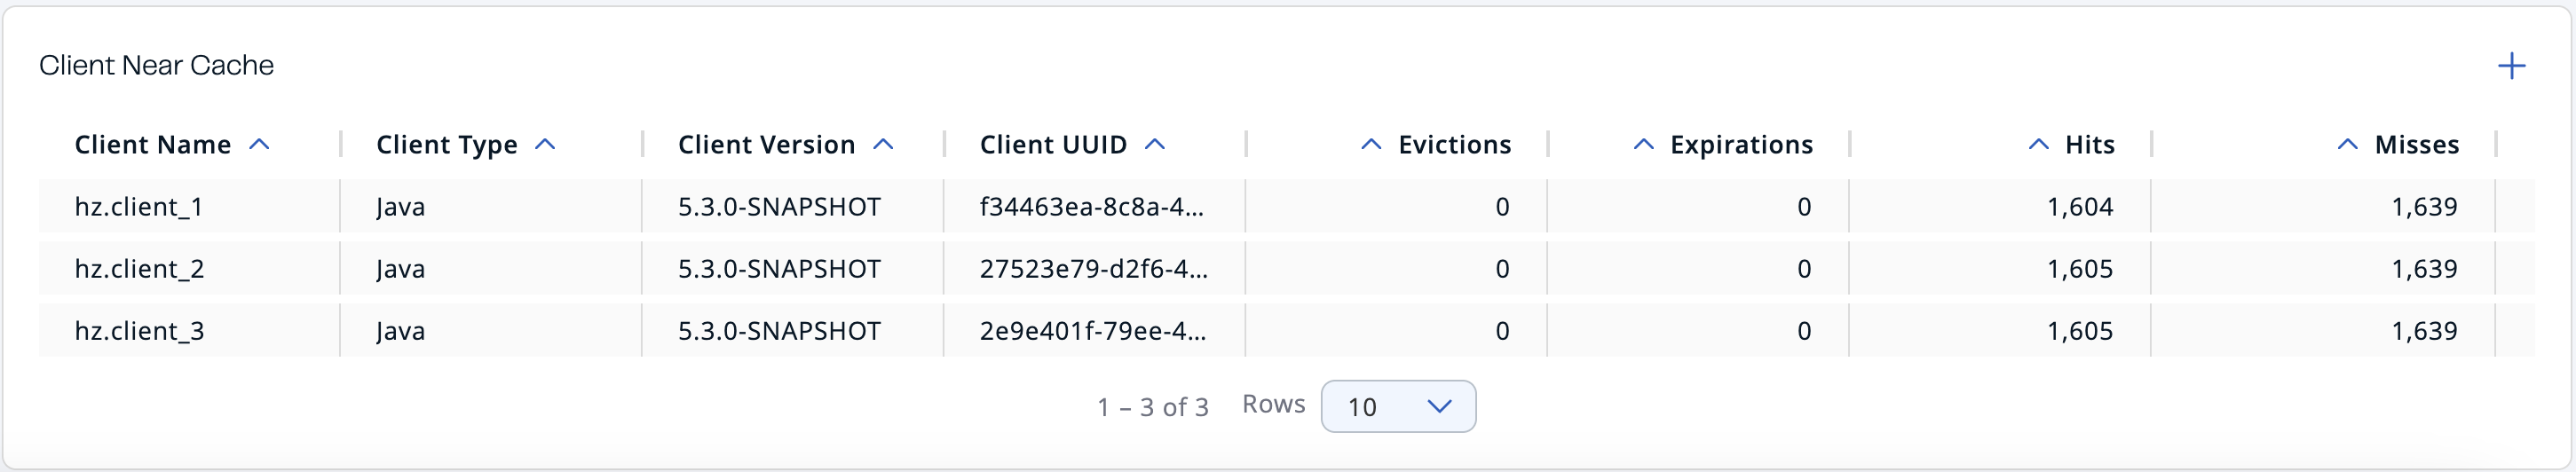 Client Near Cache
Client Name Client Type Client Version Client UUID Evictions Expirations Hits Misses
hz.client_1 Java 5.3.0-SNAPSHOT f34463ea-8c8a-4... 0 0 1,604 1,639
hz.client_2 Java 5.3.0-SNAPSHOT 27523e79-d2f6-4... 0 0 1,605 1,639
hz.client_3 Java 5.3.0-SNAPSHOT 2e9e401f-79ee-4... 0 0 1,605 1,639
1 – 3 of 3 Rows 10